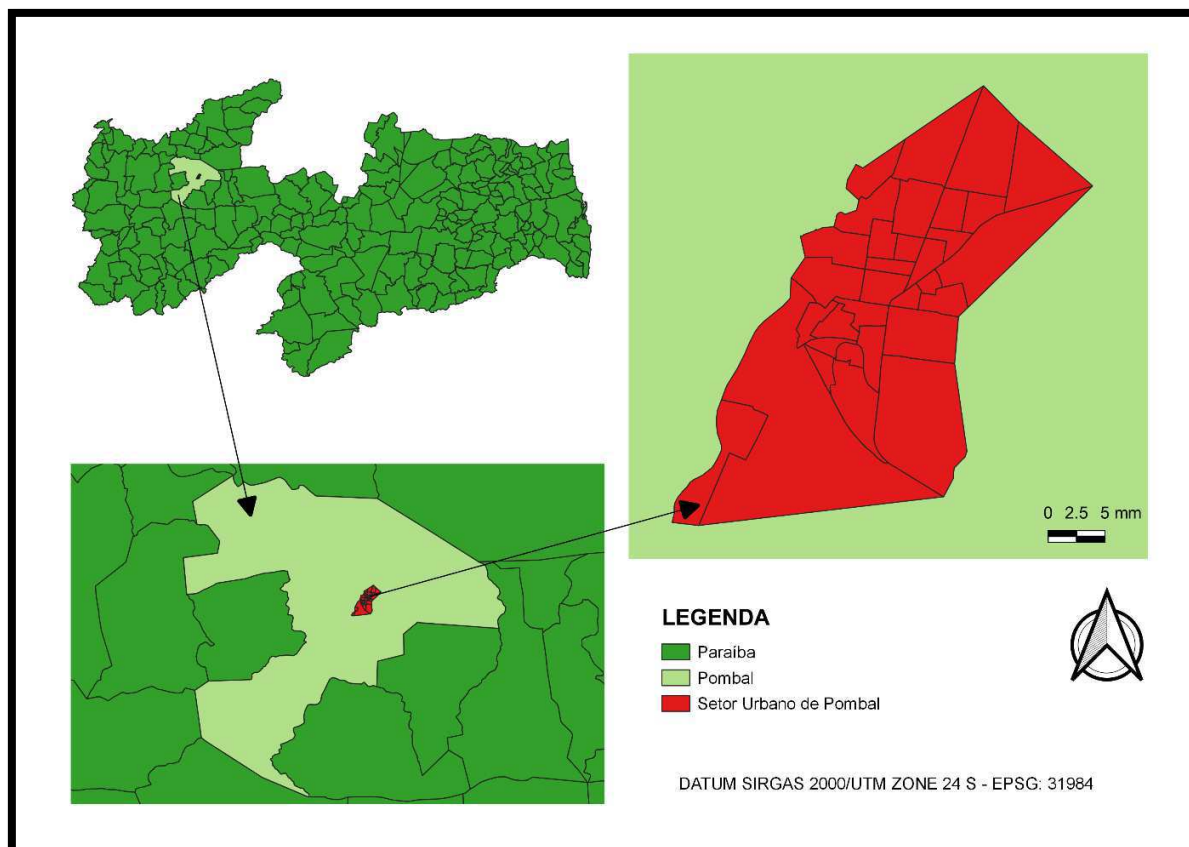 0 2.5 5 mm
LEGENDA
Paraíba
Pombal
Setor Urbano de Pombal
DATUM SIRGAS 2000/UTM ZONE 24 S - EPSG: 31984